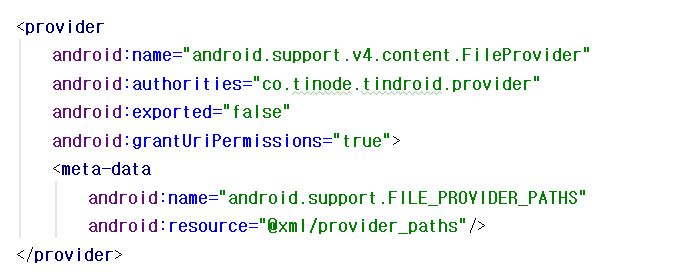 <provider
android:name="android.support.v4.content.FileProvider"
android:authorities="co.tinode.tindroid.provider"
android:exported="false"
android:grantUriPermissions="true">
<meta-data
android:name="android.support.FILE_PROVIDER_PATHS"
android:resource="@xml/provider_paths"/>
</provider>